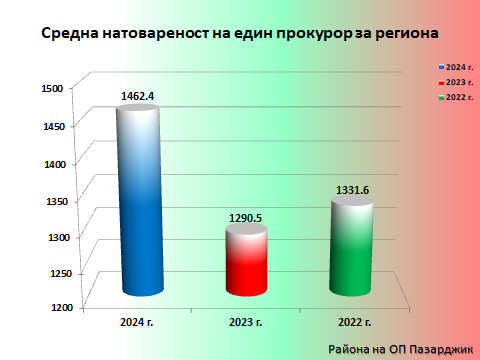 Средна натовареност на един прокурор за региона
2024 г.
2023 г.
2022 г.
1500
1450
1400
1350
1300
1250
1200
1462.4
1290.5
1331.6
2024 г.
2023 г.
2022 г.
Района на ОП Пазарджик